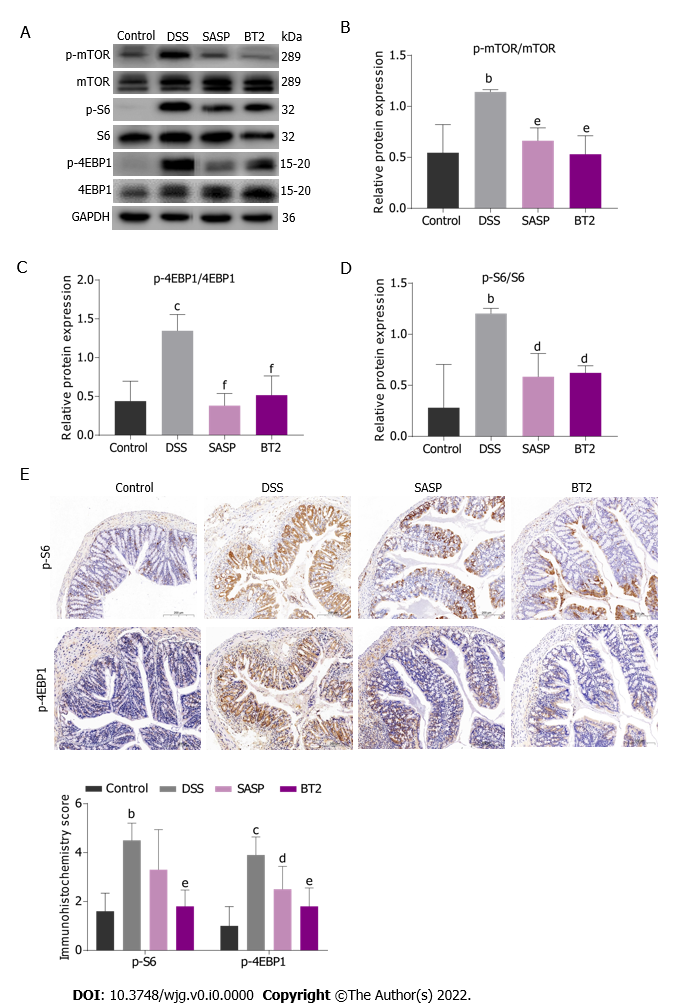 A
Control DSS SASP BT2 kDa
p-mTOR 289
mTOR 289
p-S6 32
S6 32
p-4EBP1 15-20
4EBP1 15-20
GAPDH 36
B
p-mTOR/mTOR
Relative protein expression
1.5
1.0
0.5
0.0
b
e
e
Control DSS SASP BT2
C
p-4EBP1/4EBP1
Relative protein expression
2.0
1.5
1.0
0.5
0.0
c
f
f
Control DSS SASP BT2
D
p-S6/S6
Relative protein expression
1.5
1.0
0.5
0.0
b
d
d
Control DSS SASP BT2
E
Control DSS SASP BT2
p-S6
p-4EBP1
Control DSS SASP BT2
Immunohistochemistry score
6
4
2
0
b
e
c
d
e
p-S6 p-4EBP1
DOI: 10.3748/wjg.v0.i0.0000 Copyright ©The Author(s) 2022.